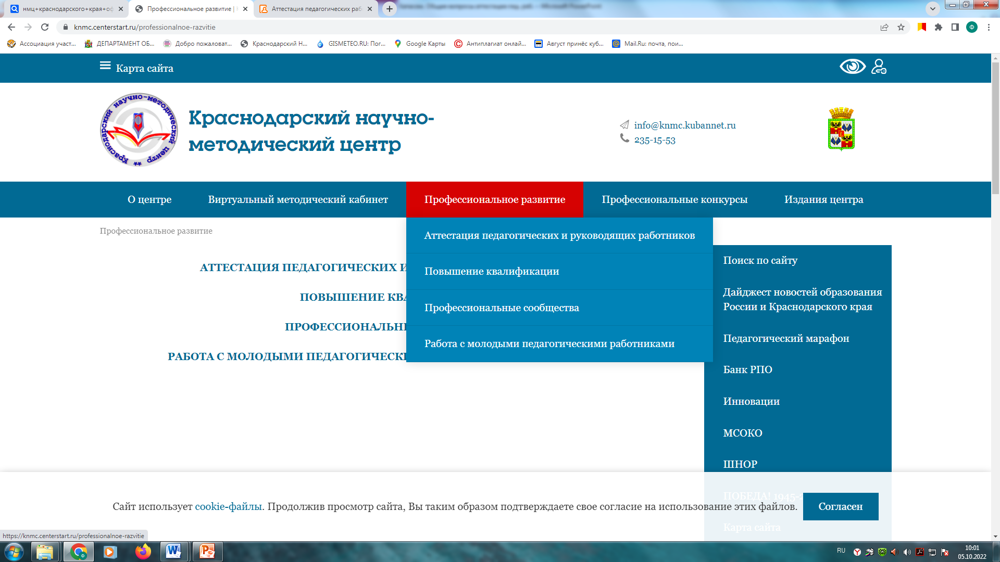 нмц+краснодарского+края+оф
Профессиональное развитие |
Аттестация педагогических раб
knmc.centerstart.ru/professionalnoe-razvitie
Ф
Ассоциация участ...
ДЕПАРТАМЕНТ ОБ...
Добро пожаловат...
Краснодарский Н...
GISMETEO.RU: Пог...
Google Карты
Антиплагиат онлай...
Август принёс куб...
Mail.Ru: почта, пои...
Карта сайта
Краснодарский научно-методический центр
Краснодарский научно-
методический центр
info@knmc.kubannet.ru
235-15-53
О центре
Виртуальный методический кабинет
Профессиональное развитие
Профессиональные конкурсы
Издания центра
Профессиональное развитие
Аттестация педагогических и руководящих работников
Повышение квалификации
Профессиональные сообщества
Работа с молодыми педагогическими работниками
АТТЕСТАЦИЯ ПЕДАГОГИЧЕСКИХ И
ПОВЫШЕНИЕ КВА
ПРОФЕССИОНАЛЬНЫ
РАБОТА С МОЛОДЫМИ ПЕДАГОГИЧЕСКИ
Поиск по сайту
Дайджест новостей образования
России и Краснодарского края
Педагогический марафон
Банк РПО
Инновации
МСОКО
ШНОР
ПОБЕДА! 1945-2
Карта сайта
Сайт использует cookie-файлы. Продолжив просмотр сайта, Вы таким образом подтверждаете свое согласие на использование этих файлов.
Согласен
https://knmc.centerstart.ru/professionalnoe-razvitie
RU
10:01
05.10.2022